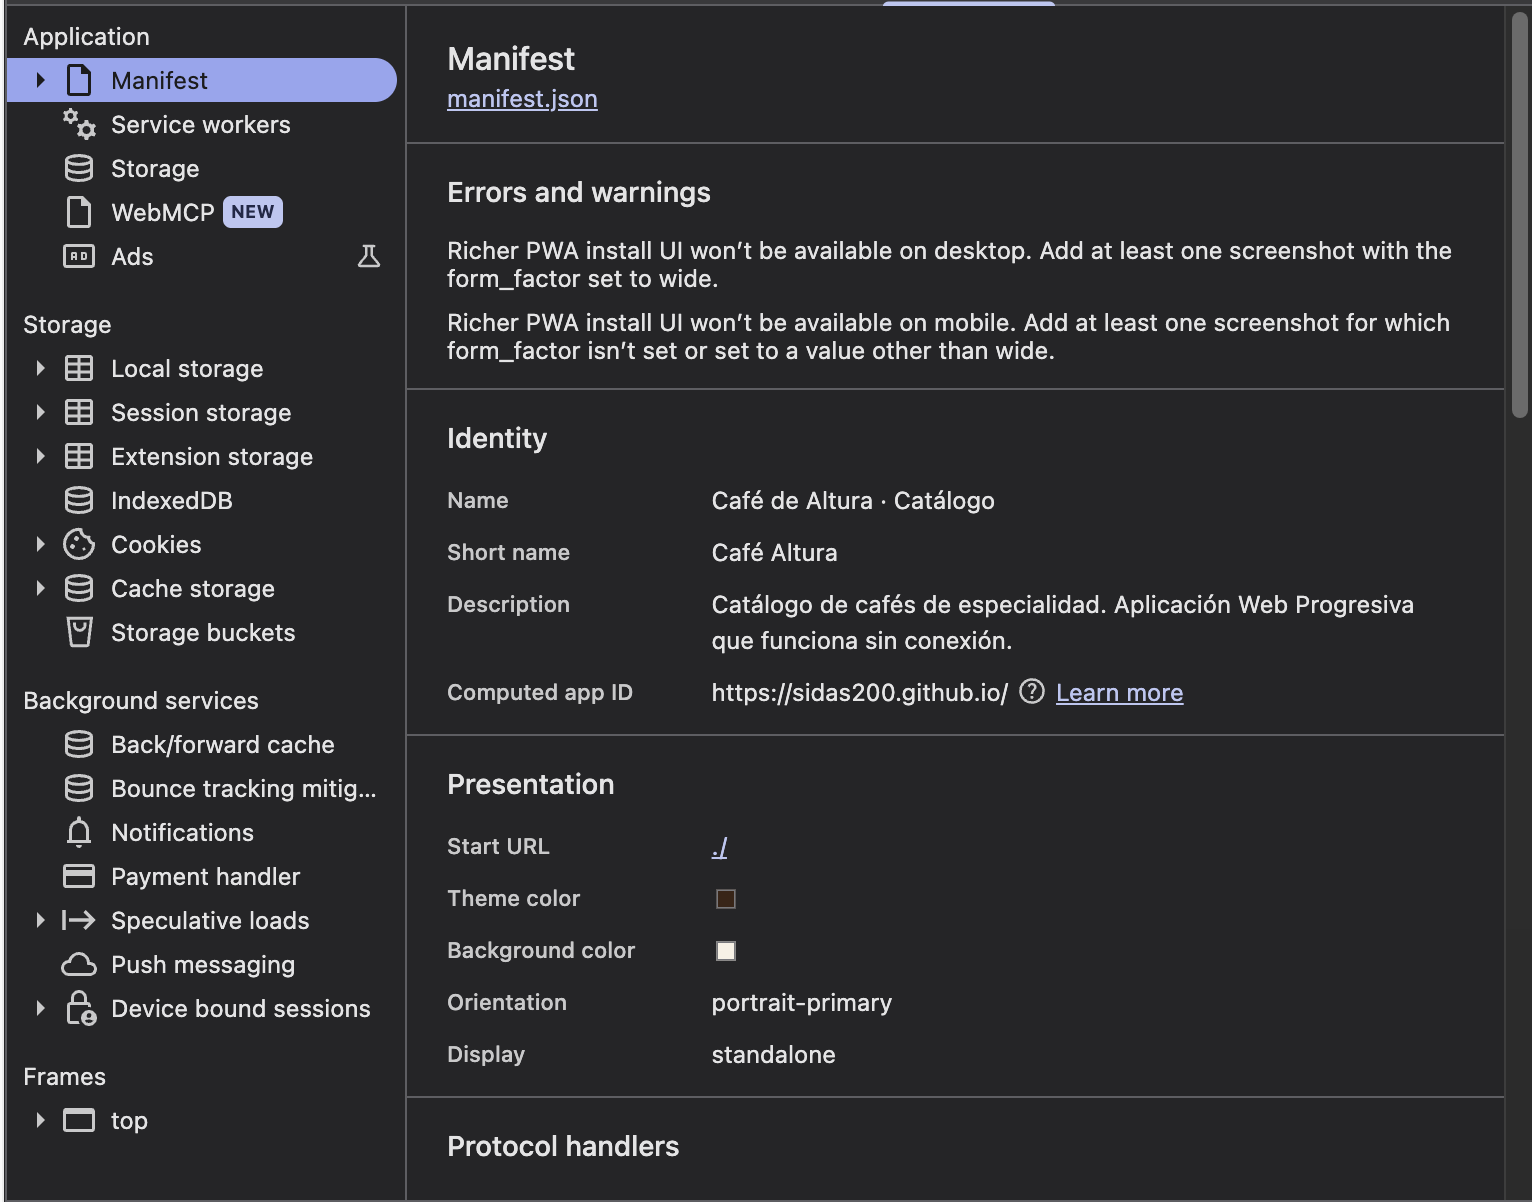 Application
Manifest
Service workers
Storage
WebMCP NEW
AD Ads
Storage
Local storage
Session storage
Extension storage
IndexedDB
Cookies
Cache storage
Storage buckets
Background services
Back/forward cache
Bounce tracking mitig...
Notifications
Payment handler
Speculative loads
Push messaging
Device bound sessions
Frames
top
Manifest
manifest.json
Errors and warnings
Richer PWA install UI won’t be available on desktop. Add at least one screenshot with the
form_factor set to wide.
Richer PWA install UI won’t be available on mobile. Add at least one screenshot for which
form_factor isn’t set or set to a value other than wide.
Identity
Name Café de Altura · Catálogo
Short name Café Altura
Description Catálogo de cafés de especialidad. Aplicación Web Progresiva
que funciona sin conexión.
Computed app ID https://sidas200.github.io/ ? Learn more
Presentation
Start URL ./
Theme color
Background color
Orientation portrait-primary
Display standalone
Protocol handlers